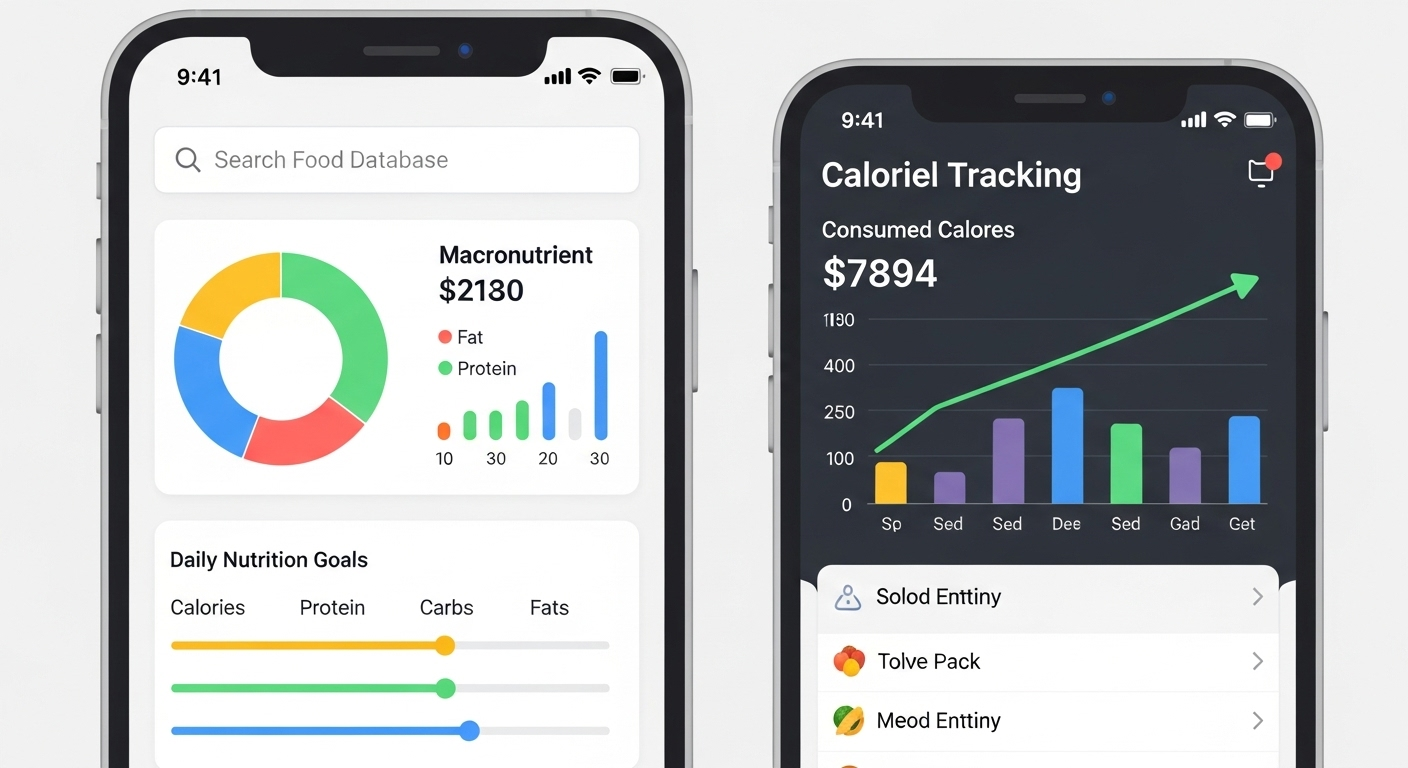 9:41
Search Food Database
Macronutrient
$2180
Fat
Protein
10 30 20 30
Daily Nutrition Goals
Calories Protein Carbs Fats
9:41
Caloriel Tracking
Consumed Calores
$7894
400
250
100
0
Sp Sed Sed Dee Sed Gad Get
Solod Enttiny
Tolve Pack
Meod Enttiny